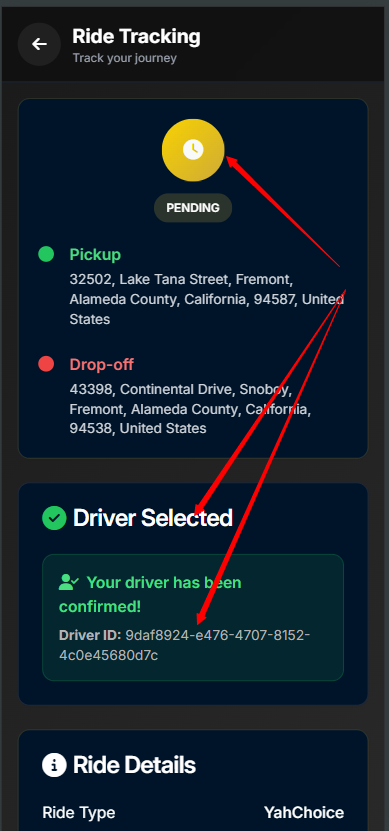 Ride Tracking
Track your journey
PENDING
Pickup
32502, Lake Tana Street, Fremont,
Alameda County, California, 94587, United
States
Drop-off
43398, Continental Drive, Snoboy,
Fremont, Alameda County, California,
94538, United States
Driver Selected
Your driver has been
confirmed!
Driver ID: 9daf8924-e476-4707-8152-
4c0e45680d7c
Ride Details
Ride Type YahChoice